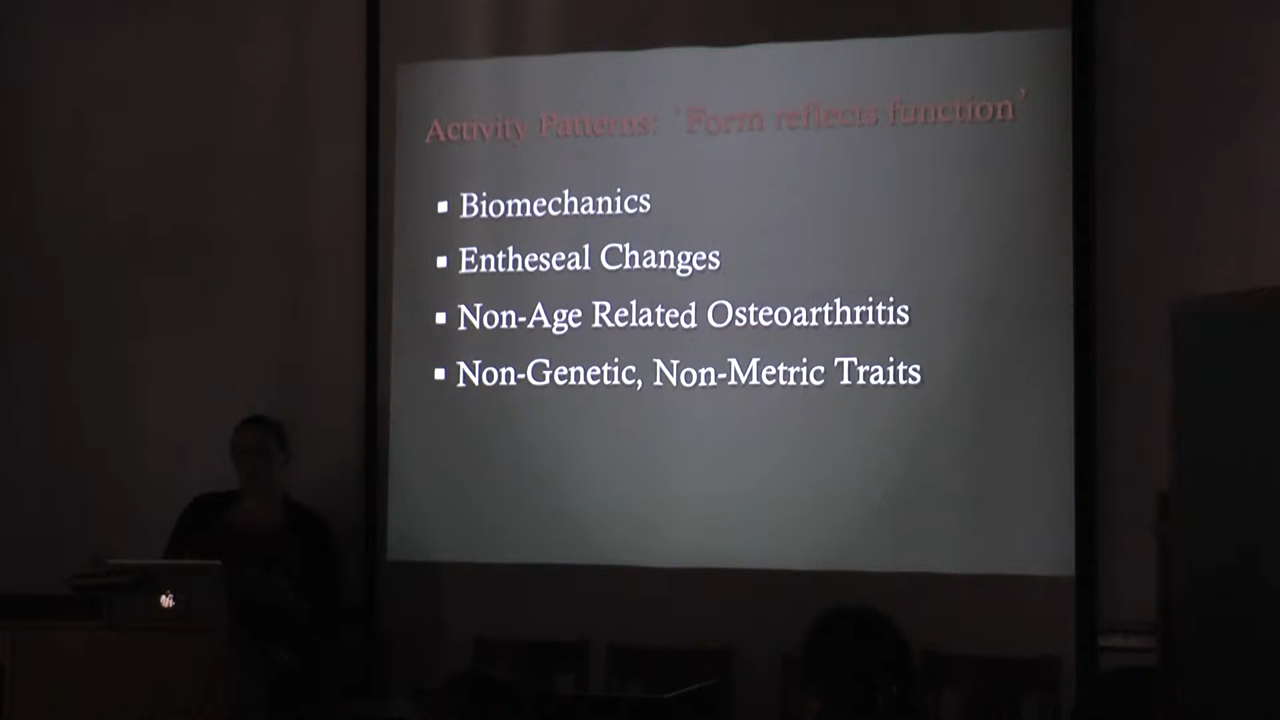 Activity Patterns: 'Form reflects function'
▪ Biomechanics
▪ Entheseal Changes
▪ Non-Age Related Osteoarthritis
▪ Non-Genetic, Non-Metric Traits